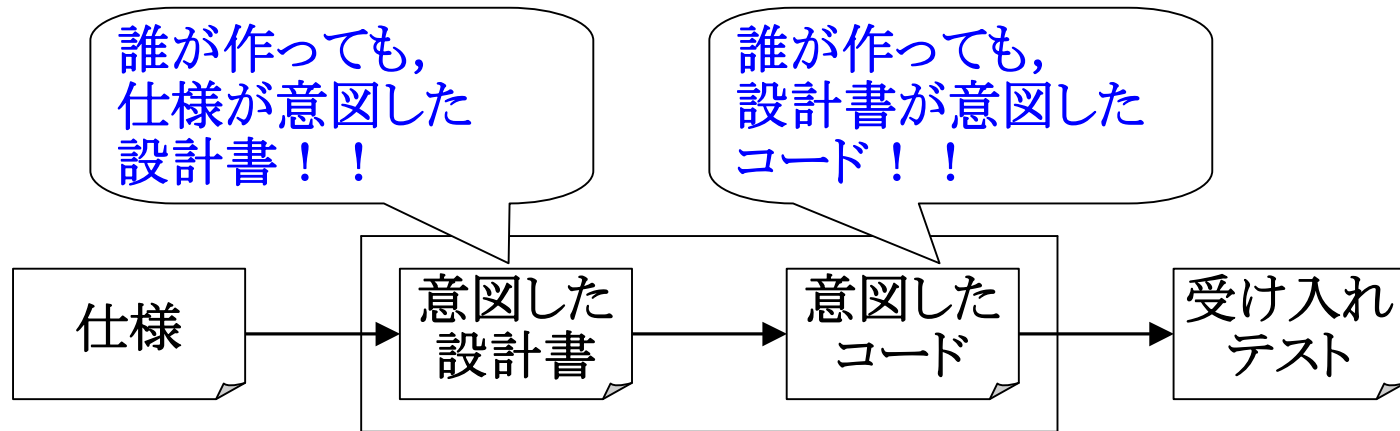 誰が作っても,
仕様が意図した
設計書！！
誰が作っても,
設計書が意図した
コード！！
仕様
意図した
設計書
意図した
コード
受け入れ
テスト